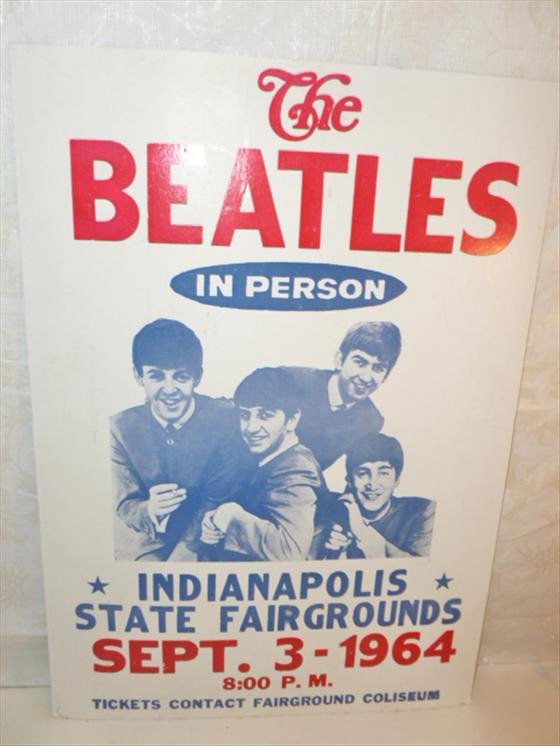 The
BEATLES
IN PERSON
★ INDIANAPOLIS ★
STATE FAIRGROUNDS
SEPT. 3 - 1964
8:00 P. M.
TICKETS CONTACT FAIRGROUND COLISEUM